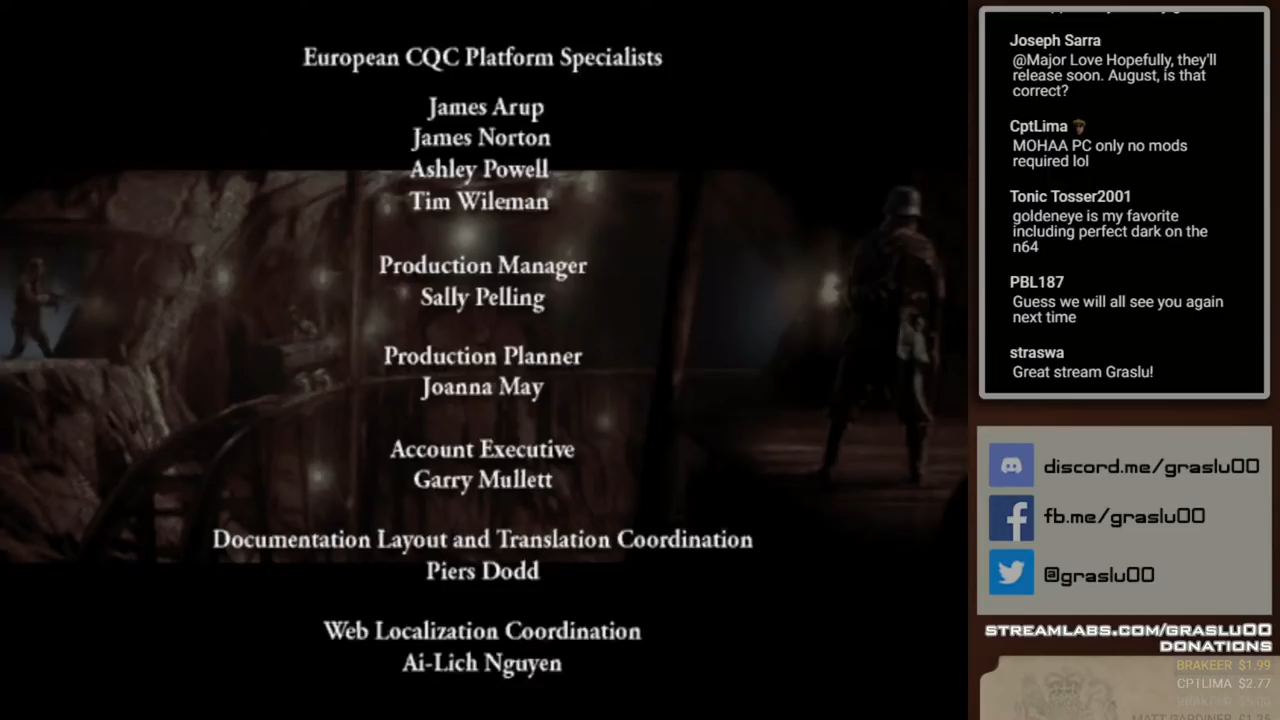 European CQC Platform Specialists
James Arup
James Norton
Ashley Powell
Tim Wileman
Production Manager
Sally Pelling
Production Planner
Joanna May
Account Executive
Garry Mullett
Documentation Layout and Translation Coordination
Piers Dodd
Web Localization Coordination
Ai-Lich Nguyen
Joseph Sarra
@Major Love Hopefully, they'll
release soon. August, is that
correct?
CptLima
MOHAA PC only no mods
required lol
Tonic Tosser2001
goldeneye is my favorite
including perfect dark on the
n64
PBL187
Guess we will all see you again
next time
straswa
Great stream Graslu!
discord.me/graslu00
fb.me/graslu00
@graslu00
STREAMLABS.COM/GRASLU00
DONATIONS
BRAKEER $1.99
CPTLIMA $2.77
BRAKEER $5.00